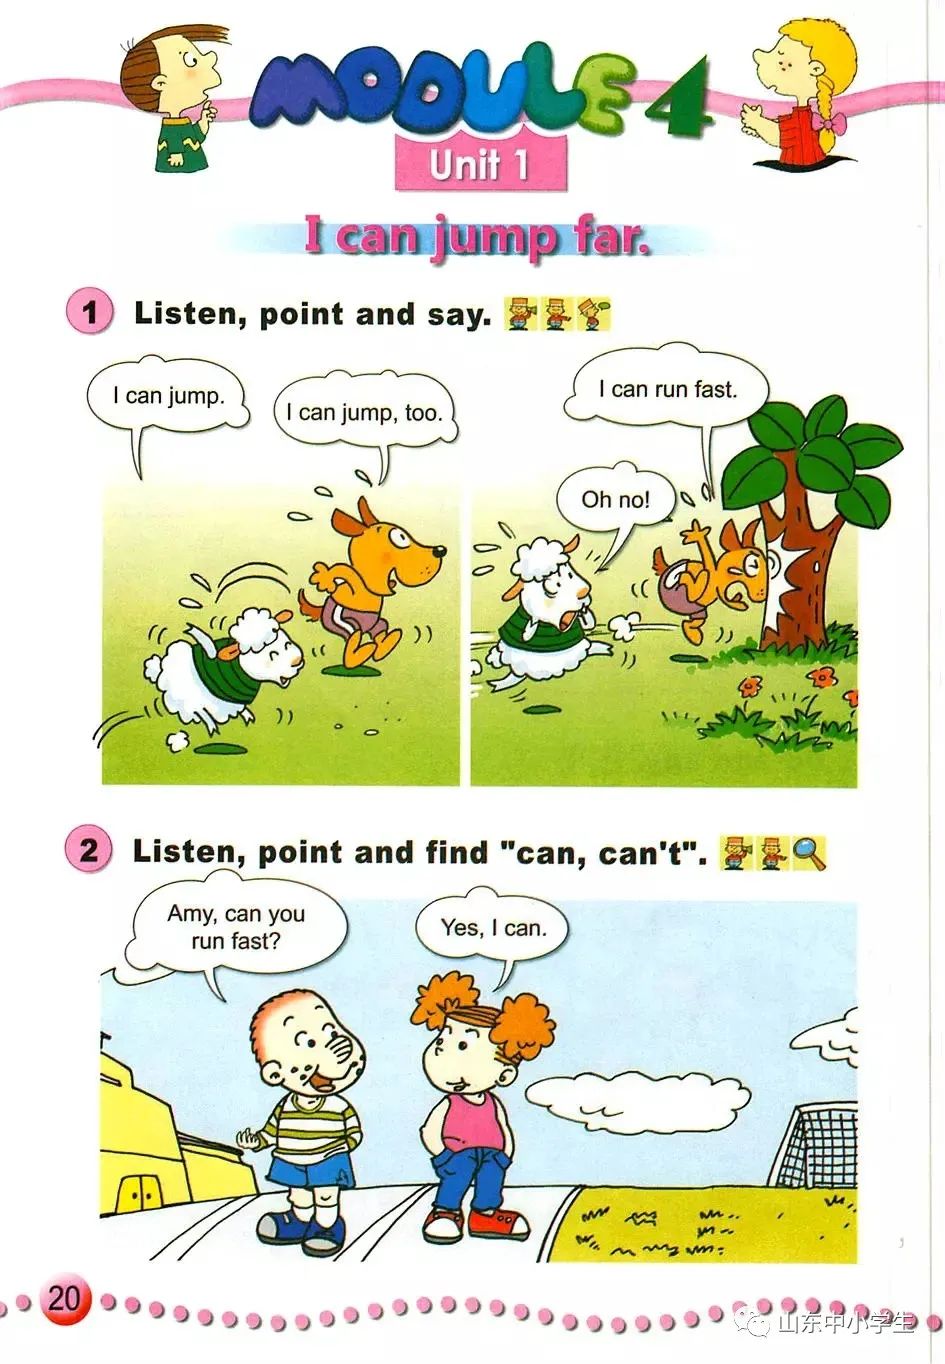 MODULE 4
Unit 1
I can jump far.
1 Listen, point and say.
I can jump.
I can jump, too.
I can run fast.
Oh no!
2 Listen, point and find "can, can't".
Amy, can you
run fast?
Yes, I can.
20
山东中小学生